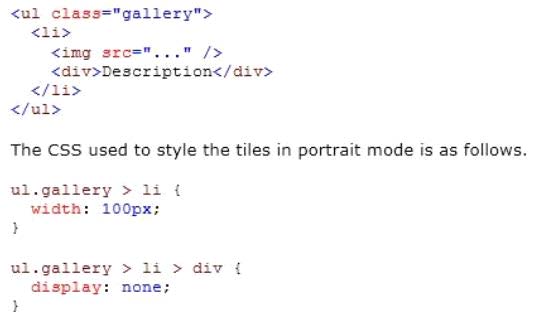 <ul class="gallery">
<li>
<img src="..." />
<div>Description</div>
</li>
</ul>
The CSS used to style the tiles in portrait mode is as follows.
ul.gallery > li {
width: 100px;
}
ul.gallery > li > div {
display: none;
}